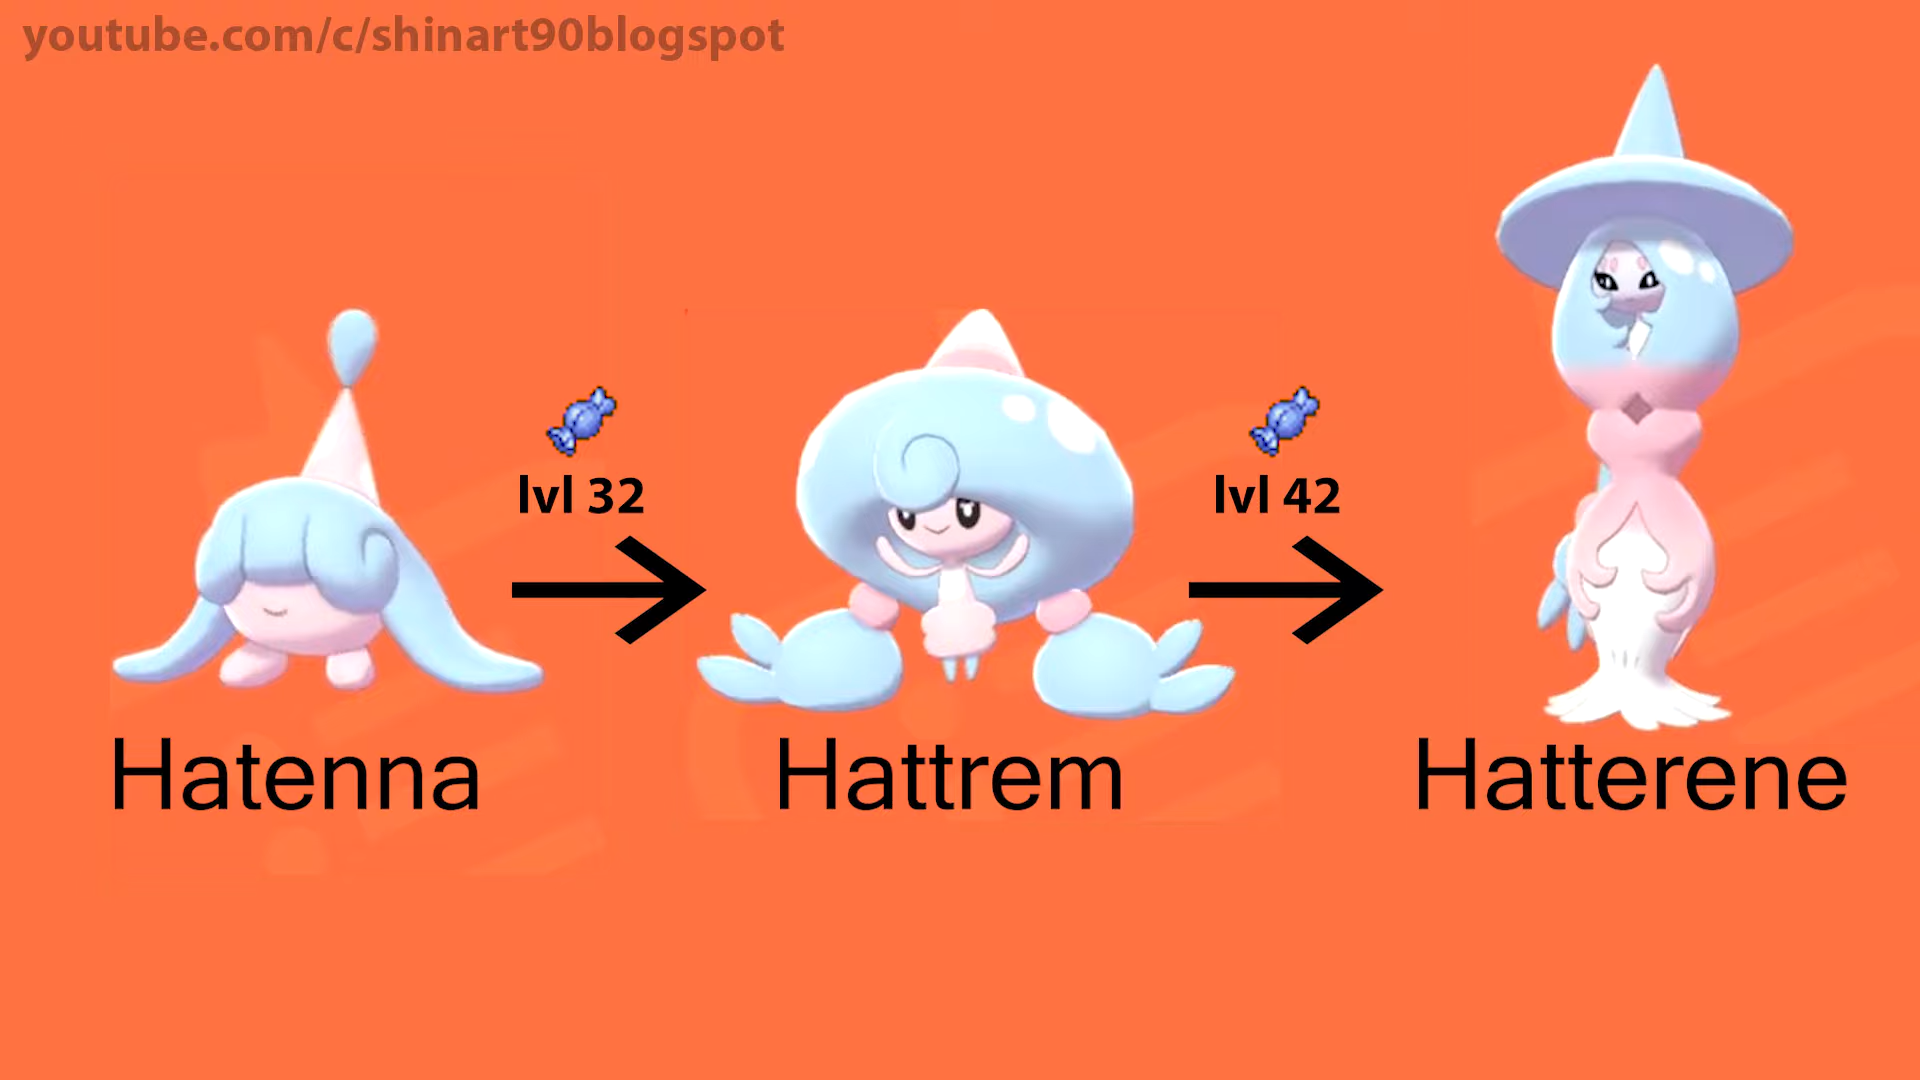 youtube.com/c/shinart90blogspot
lvl 32
lvl 42
Hatenna
Hattrem
Hatterene